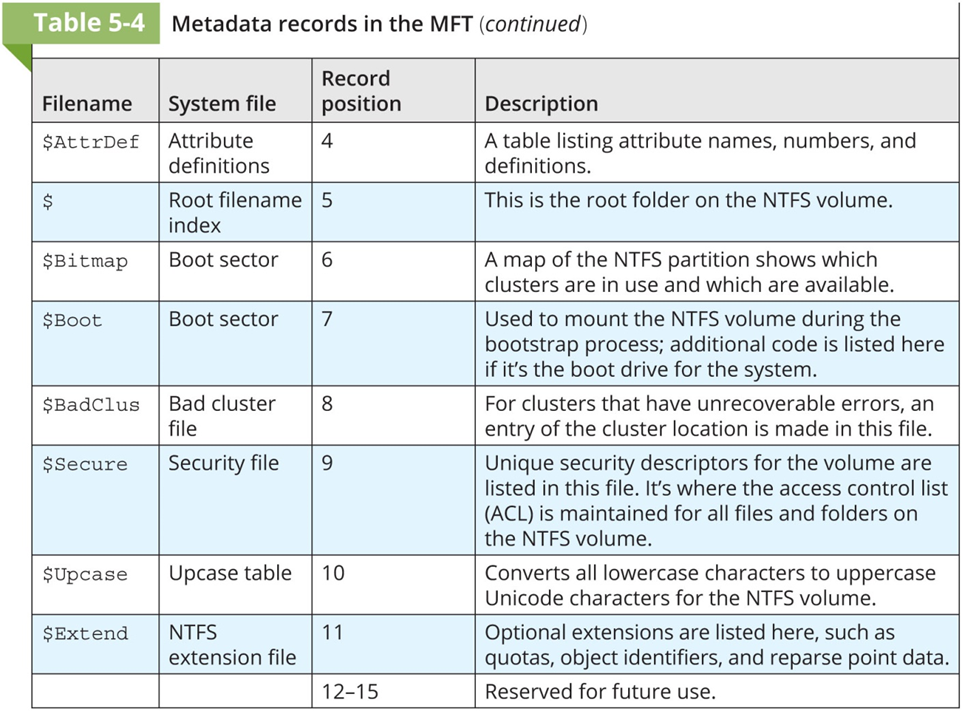 Table 5-4 Metadata records in the MFT (continued)
Filename System file Record position Description
$AttrDef Attribute definitions 4 A table listing attribute names, numbers, and definitions.
$ Root filename index 5 This is the root folder on the NTFS volume.
$Bitmap Boot sector 6 A map of the NTFS partition shows which clusters are in use and which are available.
$Boot Boot sector 7 Used to mount the NTFS volume during the bootstrap process; additional code is listed here if it’s the boot drive for the system.
$BadClus Bad cluster file 8 For clusters that have unrecoverable errors, an entry of the cluster location is made in this file.
$Secure Security file 9 Unique security descriptors for the volume are listed in this file. It’s where the access control list (ACL) is maintained for all files and folders on the NTFS volume.
$Upcase Upcase table 10 Converts all lowercase characters to uppercase Unicode characters for the NTFS volume.
$Extend NTFS extension file 11 Optional extensions are listed here, such as quotas, object identifiers, and reparse point data.
12–15 Reserved for future use.